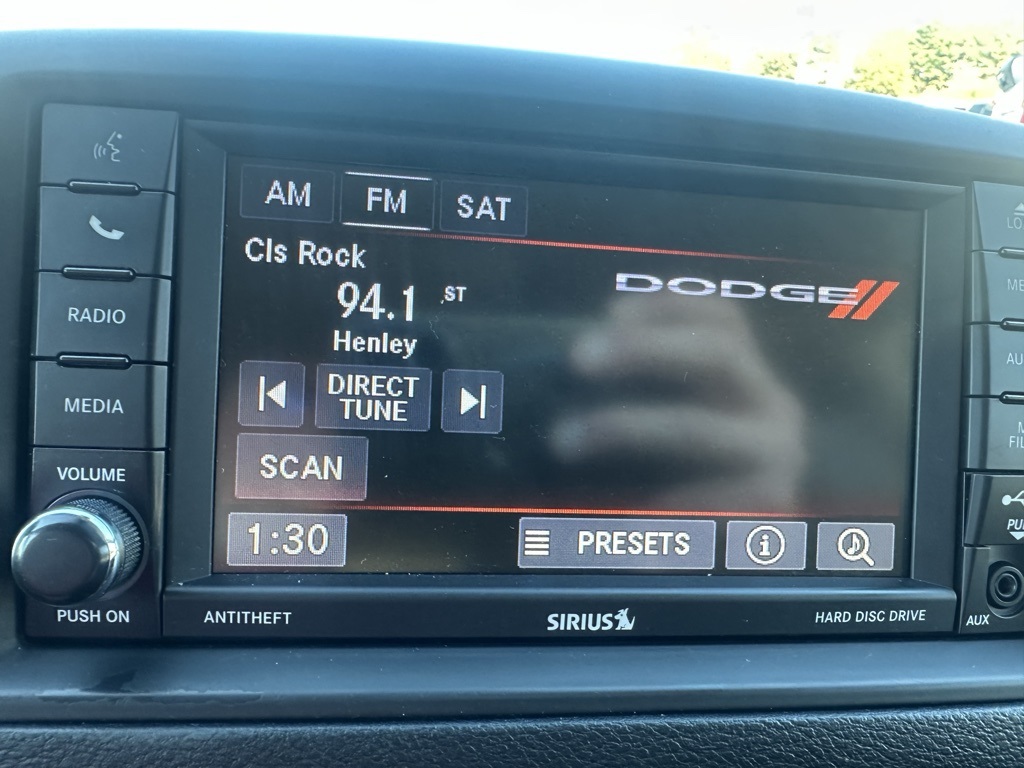 AM FM SAT
Cls Rock
94.1 ST
Henley
DODGE
DIRECT
TUNE
SCAN
1:30 PRESETS i
RADIO
MEDIA
VOLUME
PUSH ON
ANTITHEFT SIRIUS HARD DISC DRIVE
AUX